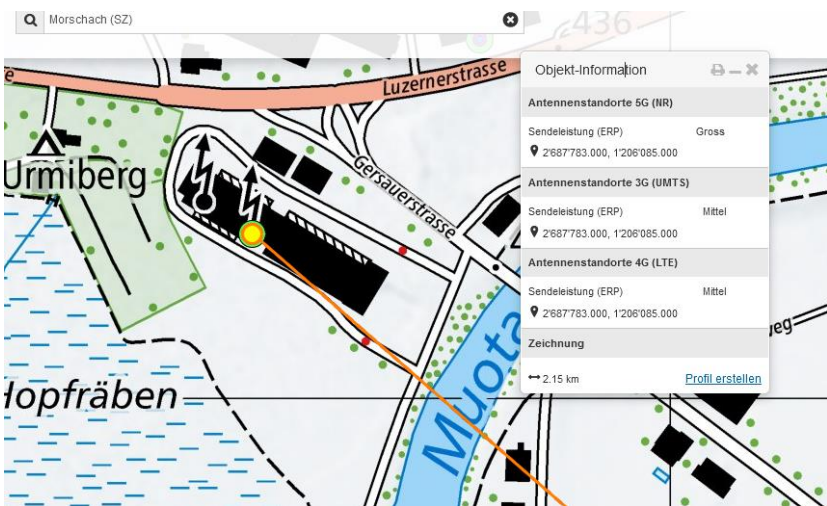 Morschach (SZ)
436
Luzernerstrasse
Urmiberg
Gersauerstrasse
Hopfräben
Muota
Objekt-Information
Antennenstandorte 5G (NR)
Sendeleistung (ERP) Gross
2'687'783.000, 1'206'085.000
Antennenstandorte 3G (UMTS)
Sendeleistung (ERP) Mittel
2'687'783.000, 1'206'085.000
Antennenstandorte 4G (LTE)
Sendeleistung (ERP) Mittel
2'687'783.000, 1'206'085.000
Zeichnung
2.15 km Profil erstellen